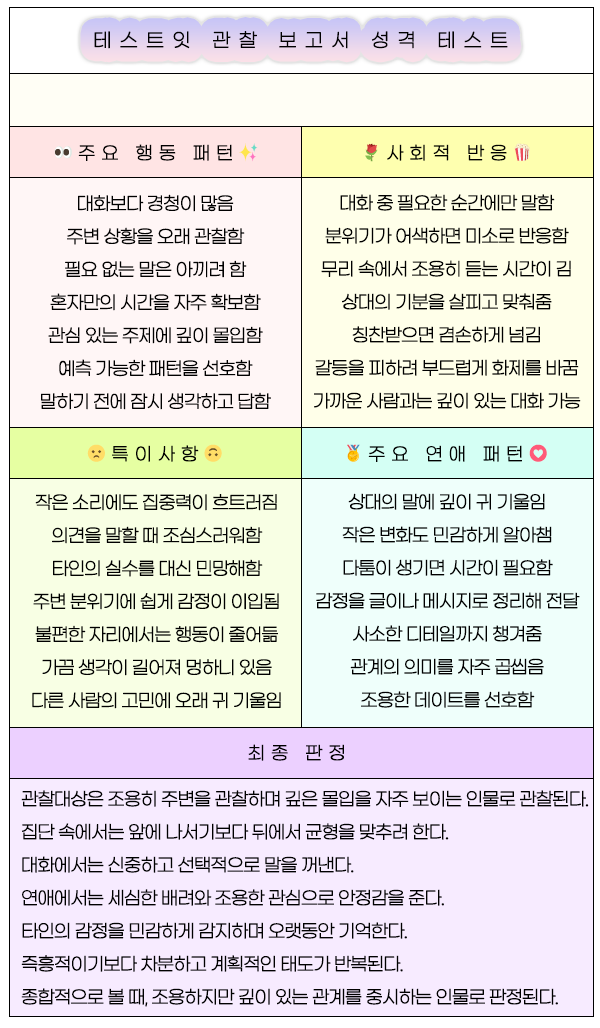 테스트잇 관찰 보고서 성격 테스트
👀 주요 행동 패턴 ✨
대화보다 경청이 많음
주변 상황을 오래 관찰함
필요 없는 말은 아끼려 함
혼자만의 시간을 자주 확보함
관심 있는 주제에 깊이 몰입함
예측 가능한 패턴을 선호함
말하기 전에 잠시 생각하고 답함
🌹 사회적 반응 🍿
대화 중 필요한 순간에만 말함
분위기가 어색하면 미소로 반응함
무리 속에서 조용히 듣는 시간이 김
상대의 기분을 살피고 맞춰줌
칭찬받으면 겸손하게 넘김
갈등을 피하려 부드럽게 화제를 바꿈
가까운 사람과는 깊이 있는 대화 가능
🙁 특이사항 🙃
작은 소리에도 집중력이 흐트러짐
의견을 말할 때 조심스러워함
타인의 실수를 대신 민망해함
주변 분위기에 쉽게 감정이 이입됨
불편한 자리에서는 행동이 줄어듦
가끔 생각이 길어져 멍하니 있음
다른 사람의 고민에 오래 귀 기울임
🏅 주요 연애 패턴 💟
상대의 말에 깊이 귀 기울임
작은 변화도 민감하게 알아챔
다툼이 생기면 시간이 필요함
감정을 글이나 메시지로 정리해 전달
사소한 디테일까지 챙겨줌
관계의 의미를 자주 곱씹음
조용한 데이트를 선호함
최종 판정
관찰대상은 조용히 주변을 관찰하며 깊은 몰입을 자주 보이는 인물로 관찰된다.
집단 속에서는 앞에 나서기보다 뒤에서 균형을 맞추려 한다.
대화에서는 신중하고 선택적으로 말을 꺼낸다.
연애에서는 세심한 배려와 조용한 관심으로 안정감을 준다.
타인의 감정을 민감하게 감지하며 오랫동안 기억한다.
즉흥적이기보다 차분하고 계획적인 태도가 반복된다.
종합적으로 볼 때, 조용하지만 깊이 있는 관계를 중시하는 인물로 판정된다.